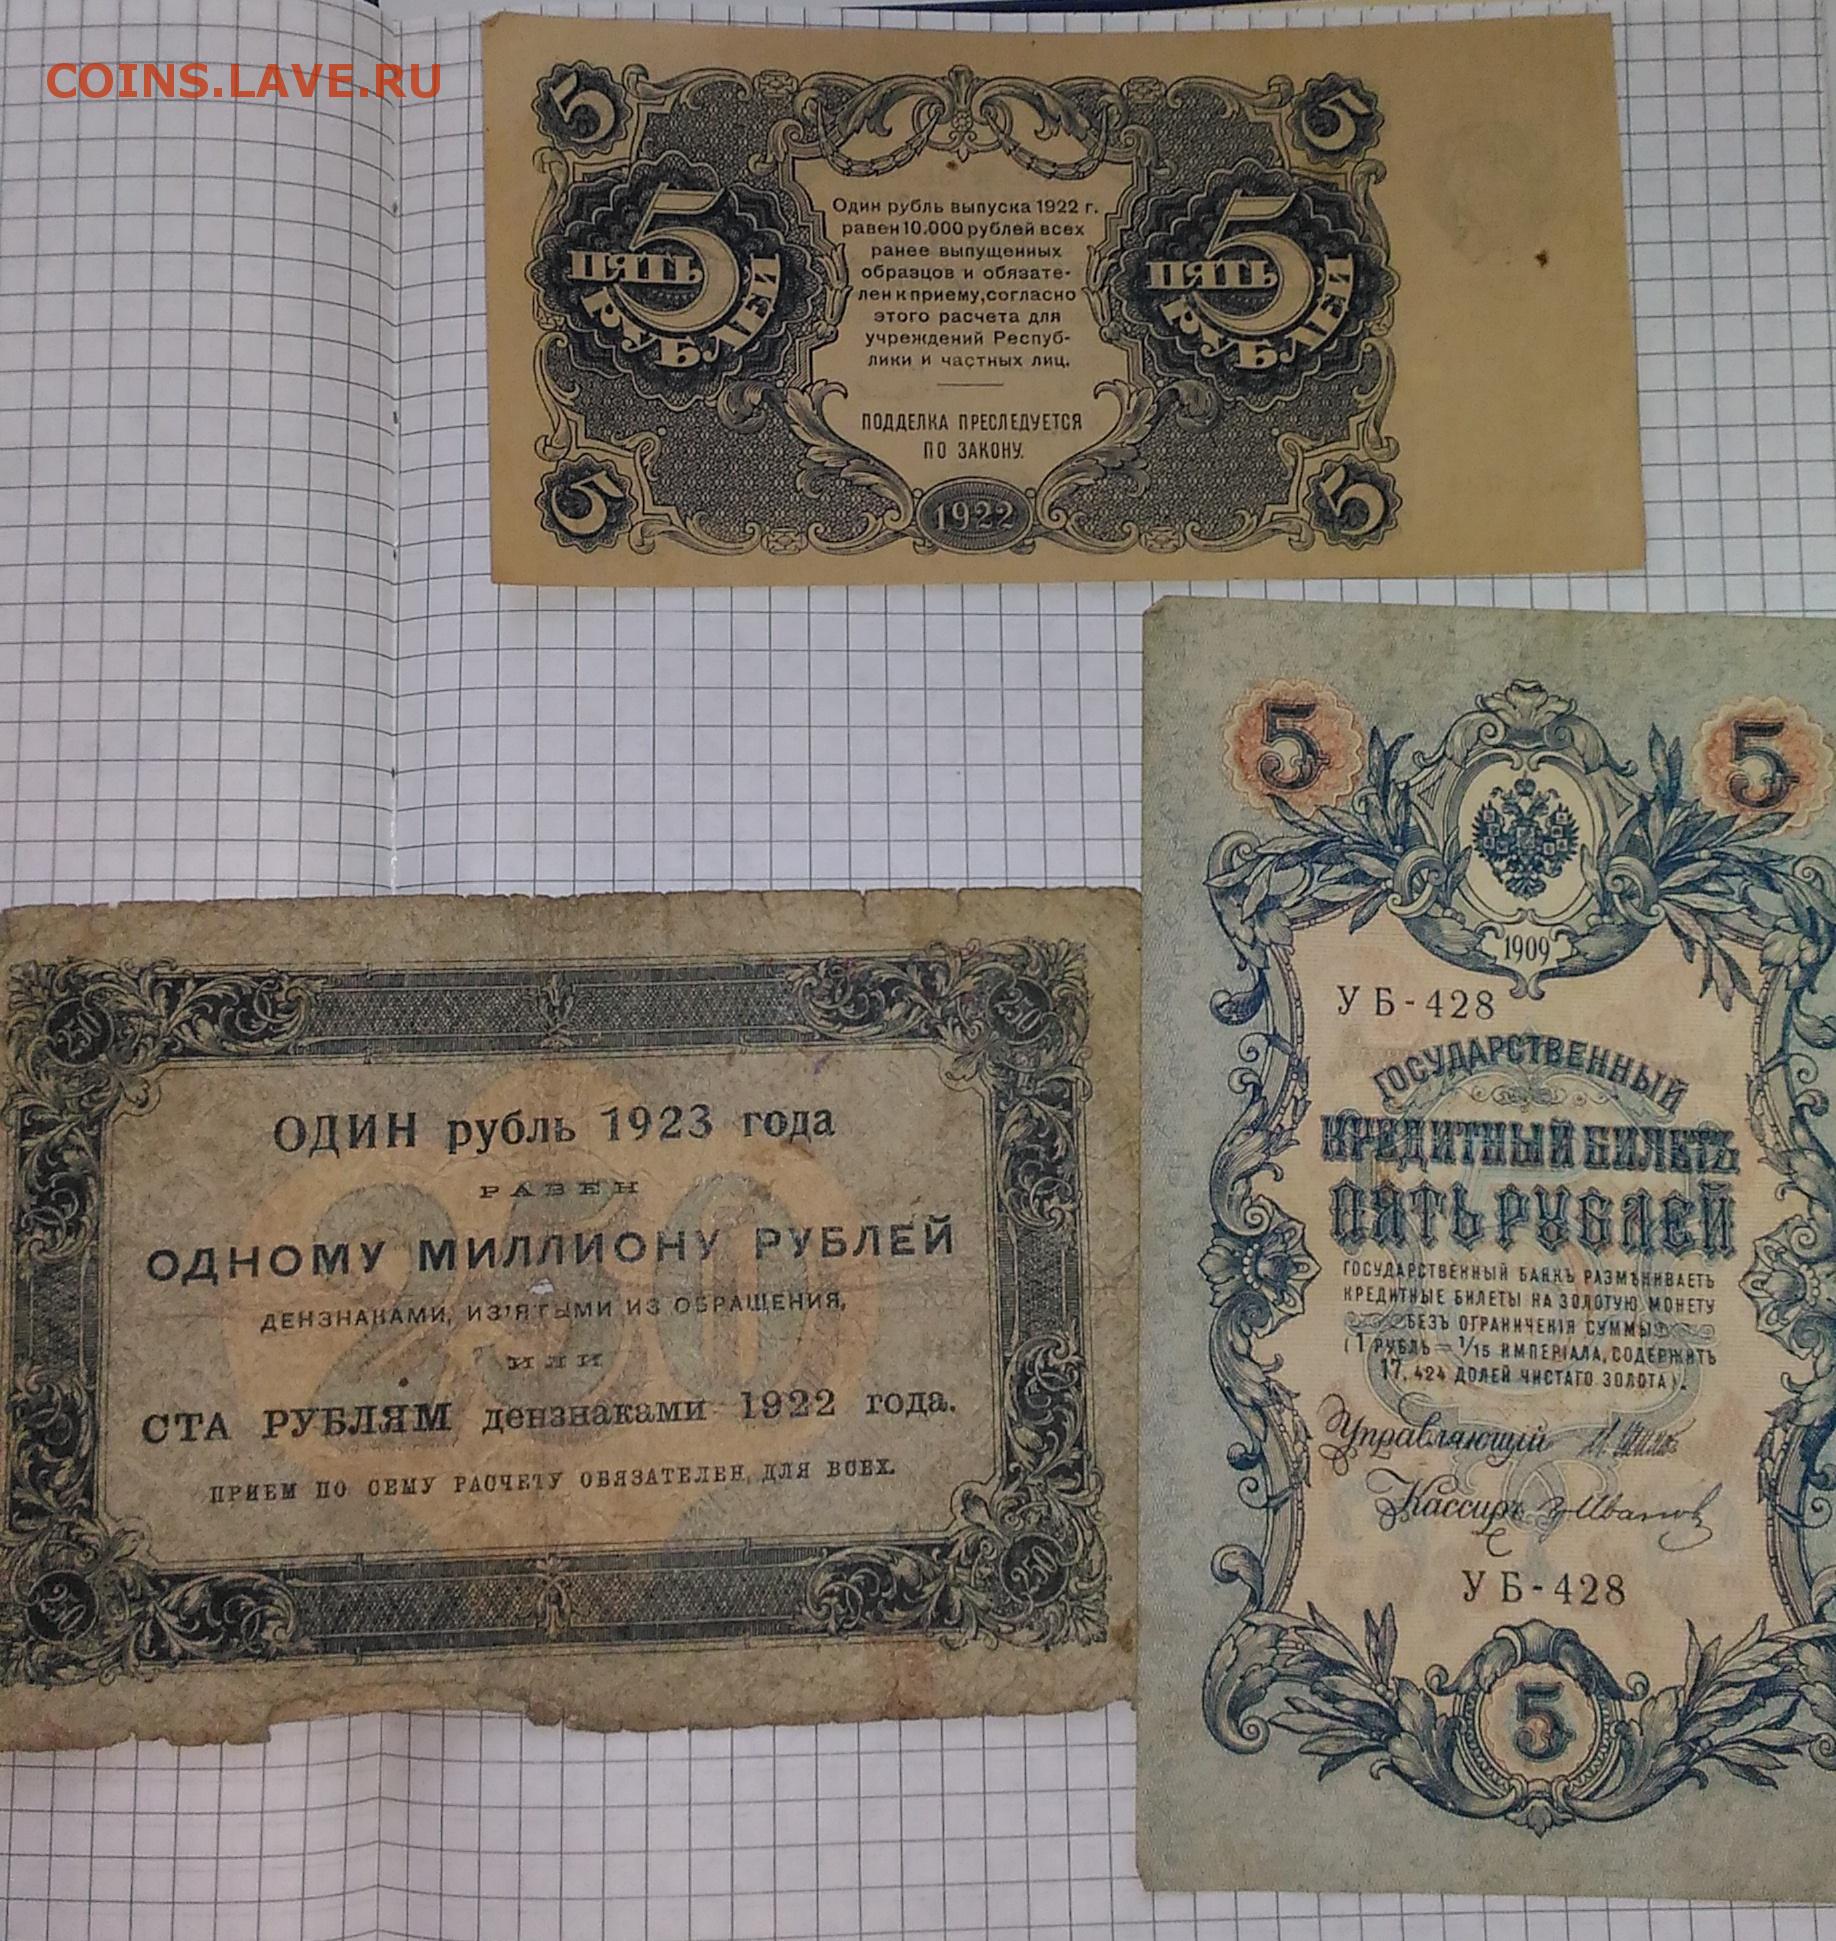 COINS.LAVE.RU
5 5
Один рубль выпуска 1922 г.
равен 10.000 рублей всех
ранее выпущенных
образцов и обязате-
лен к приему, согласно
этого расчета для
учреждений Респуб-
лики и частных лиц.
5 ПЯТЬ РУБЛЕЙ
5 ПЯТЬ РУБЛЕЙ
ПОДДЕЛКА ПРЕСЛЕДУЕТСЯ
ПО ЗАКОНУ.
5 5
1922
250 250
ОДИН рубль 1923 года
РАВЕН
ОДНОМУ МИЛЛИОНУ РУБЛЕЙ
ДЕНЗНАКАМИ, ИЗ'ЯТЫМИ ИЗ ОБРАЩЕНИЯ,
ИЛИ
СТА РУБЛЯМ дензнаками 1922 года.
ПРИЕМ ПО СЕМУ РАСЧЕТУ ОБЯЗАТЕЛЕН ДЛЯ ВСЕХ.
250
250 250
5 5
1909
УБ-428
ГОСУДАРСТВЕННЫЙ
КРЕДИТНЫЙ БИЛЕТЪ
ПЯТЬ РУБЛЕЙ
ГОСУДАРСТВЕННЫЙ БАНКЪ РАЗМѢНИВАЕТЪ
КРЕДИТНЫЕ БИЛЕТЫ НА ЗОЛОТУЮ МОНЕТУ
БЕЗЪ ОГРАНИЧЕНІЯ СУММЫ
(1 РУБЛЬ = 1/15 ИМПЕРІАЛА, СОДЕРЖИТЪ
17,424 ДОЛЕЙ ЧИСТАГО ЗОЛОТА).
Управляющій И. Шипов
Кассиръ Гр Иванов
УБ-428
5